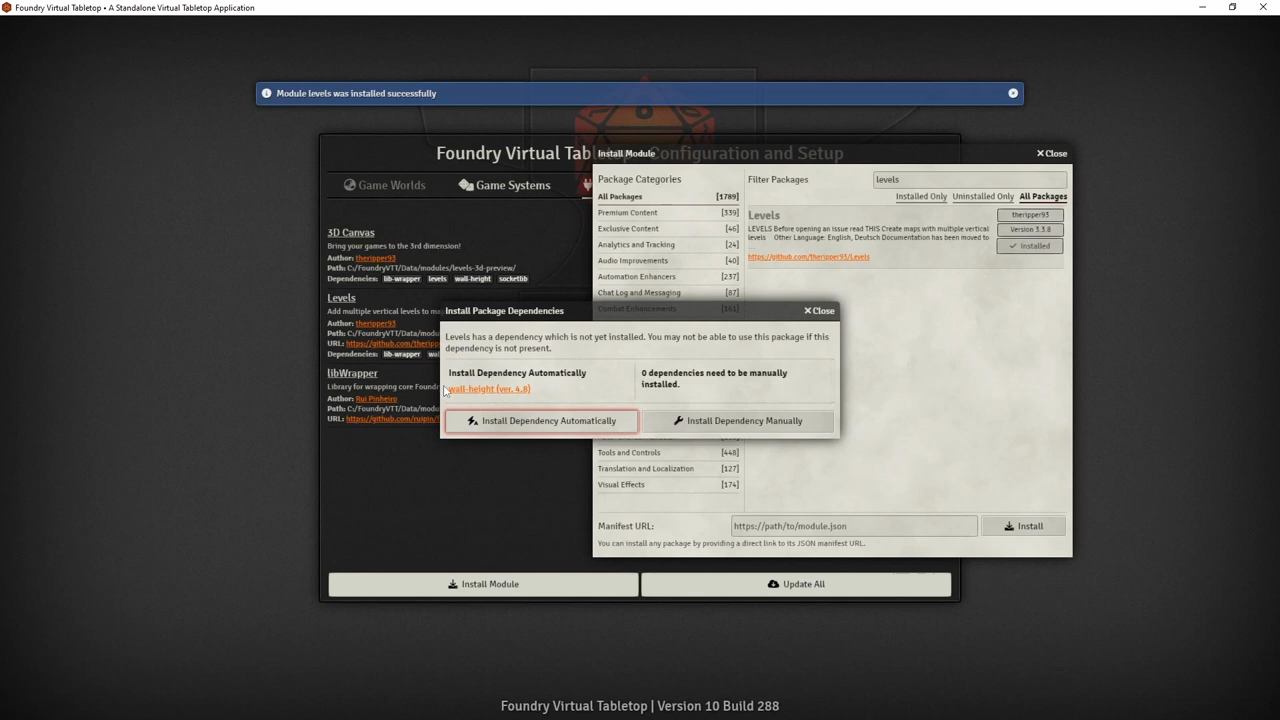 Foundry Virtual Tabletop • A Standalone Virtual Tabletop Application
Module levels was installed successfully
Foundry Virtual Tab
Configuration and Setup
Game Worlds
Game Systems
3D Canvas
Bring your games to the 3rd dimension!
Author: theripper93
Path: C:/FoundryVTT/Data/modules/levels-3d-preview/
Dependencies: lib-wrapper levels wall-height socketlib
Levels
Add multiple vertical levels to
Author: theripper93
Path: C:/FoundryVTT/Data/
URL: https://github.com/
Dependencies: lib-wrapper
libWrapper
Library for wrapping core
Author: Rui Pinheiro
Path: C:/FoundryVTT/Data/
URL: https://github.com/ruipin/
Install Module
Update All
Install Module
Close
Package Categories
All Packages [1789]
Premium Content [339]
Exclusive Content [46]
Analytics and Tracking [24]
Audio Improvements [40]
Automation Enhancers [237]
Chat Log and Messaging [87]
Combat Enhancements [161]
Tools and Controls [448]
Translation and Localization [127]
Visual Effects [174]
Filter Packages levels
Installed Only Uninstalled Only All Packages
Levels
LEVELS Before opening an issue read THIS Create maps with multiple vertical
levels Other Language: English, Deutsch Documentation has been moved to
...
https://github.com/theripper93/Levels
theripper93
Version 3.3.8
Installed
Manifest URL: https://path/to/module.json Install
You can install any package by providing a direct link to its JSON manifest URL.
Install Package Dependencies
Close
Levels has a dependency which is not yet installed. You may not be able to use this package if this
dependency is not present.
Install Dependency Automatically
wall-height (ver. 4.8)
0 dependencies need to be manually
installed.
Install Dependency Automatically
Install Dependency Manually
Foundry Virtual Tabletop | Version 10 Build 288